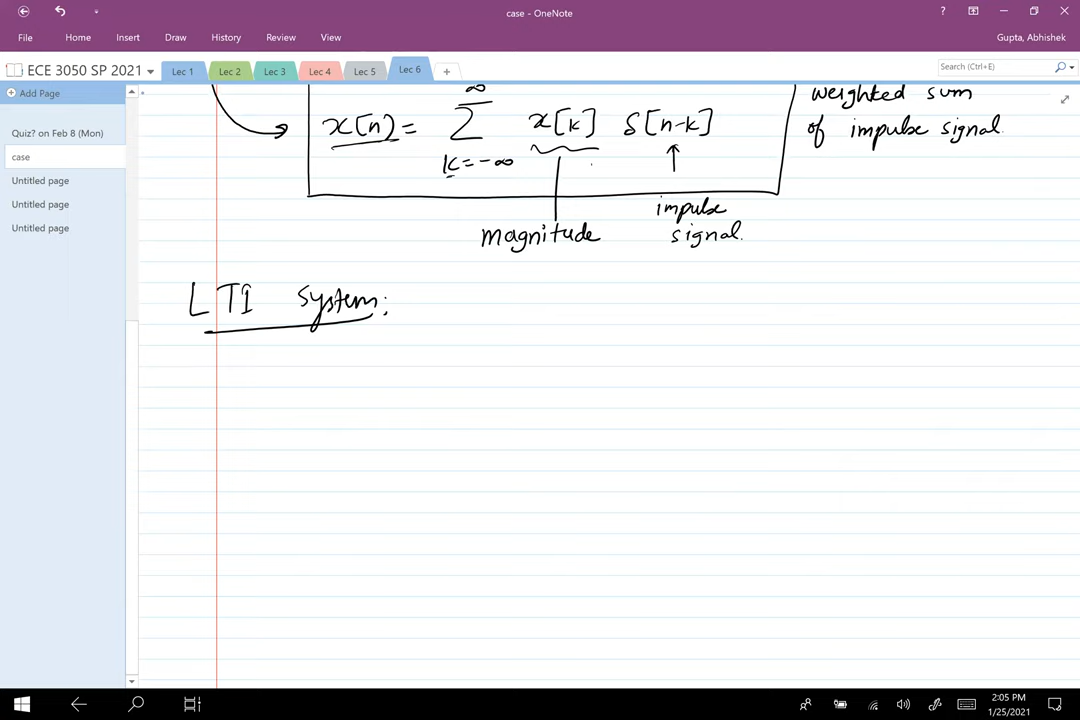 case - OneNote
Gupta, Abhishek
File Home Insert Draw History Review View
ECE 3050 SP 2021 Lec 1 Lec 2 Lec 3 Lec 4 Lec 5 Lec 6
Search (Ctrl+E)
Add Page
Quiz? on Feb 8 (Mon)
case
Untitled page
Untitled page
Untitled page
x[n] = ∑_{k=-∞}^{∞} x[k] δ[n-k]
weighted sum
of impulse signal.
magnitude
impulse
signal.
LTI system:
2:05 PM
1/25/2021